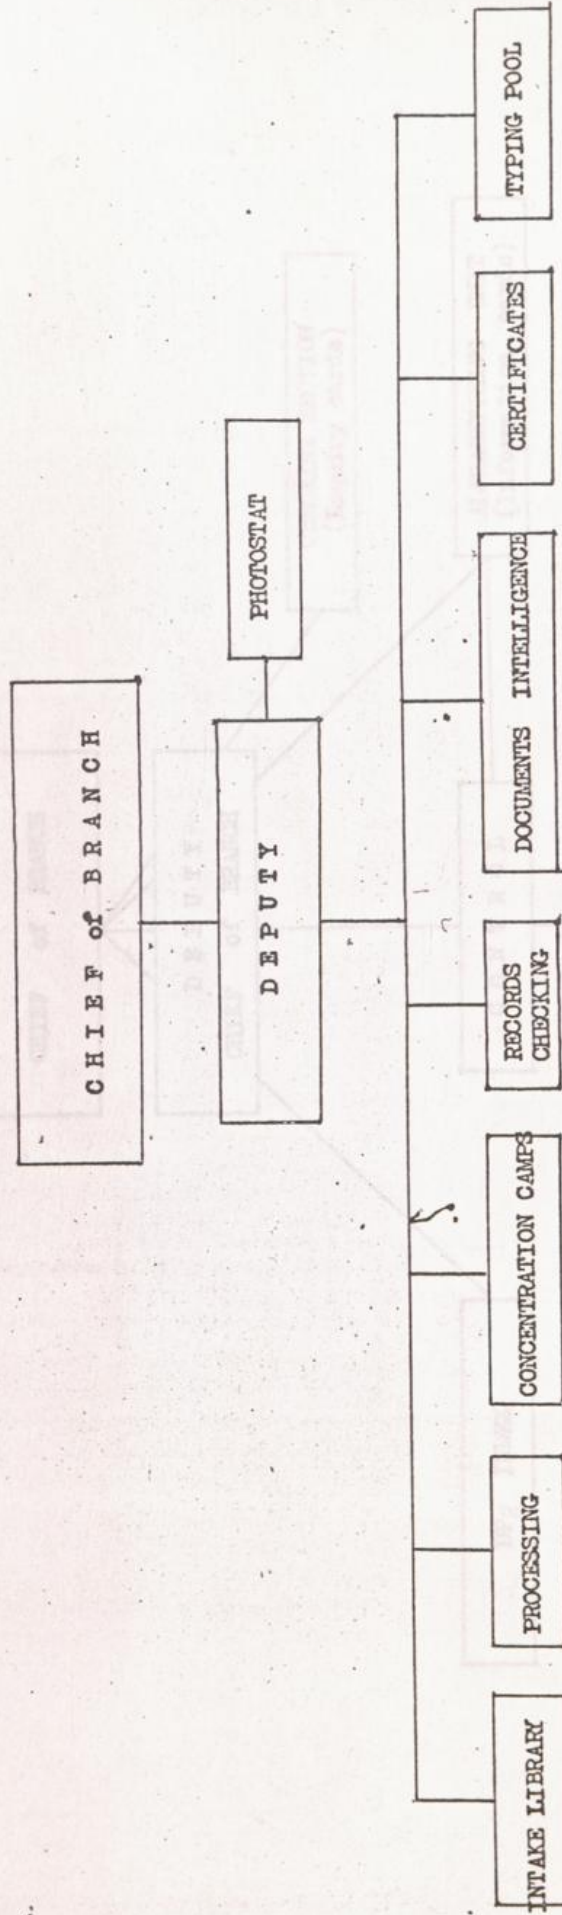 CHIEF of BRANCH
DEPUTY
PHOTOSTAT
INTAKE LIBRARY
PROCESSING
CONCENTRATION CAMPS
RECORDS
CHECKING
DOCUMENTS INTELLIGENCE
CERTIFICATES
TYPING POOL